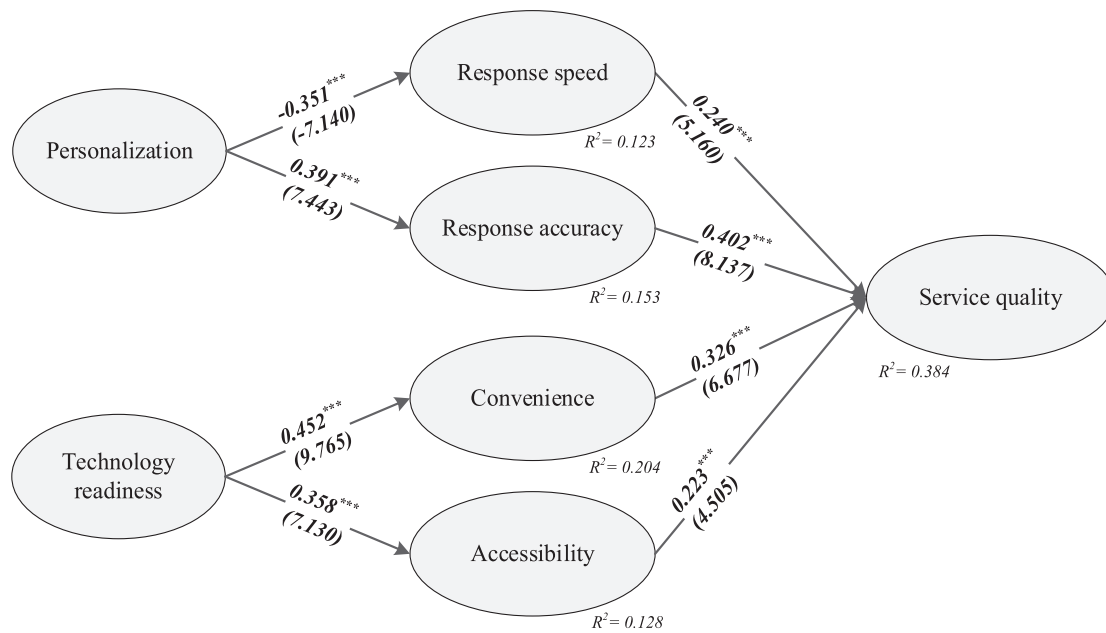 Response speed
-0.351***
(-7.140)
0.240***
(5.160)
R²= 0.123
Personalization
0.391***
(7.443)
Response accuracy
0.402***
(8.137)
R²= 0.153
Service quality
0.326***
(6.677)
R²= 0.384
Convenience
0.452***
(9.765)
R²= 0.204
Technology
readiness
0.358***
(7.130)
0.223***
(4.505)
Accessibility
R²= 0.128